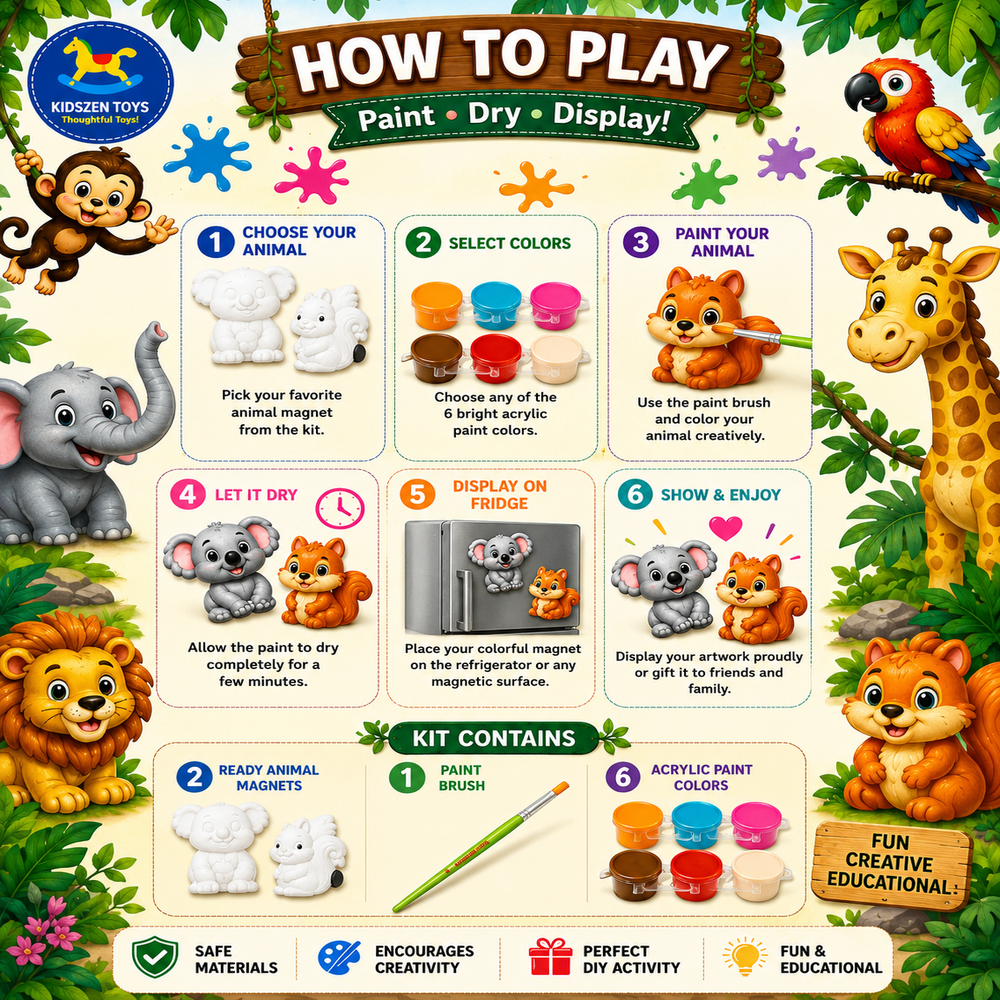 KIDSZEN TOYS
Thoughtful Toys!
HOW TO PLAY
Paint • Dry • Display!
1 CHOOSE YOUR
ANIMAL
Pick your favorite
animal magnet
from the kit.
2 SELECT COLORS
Choose any of the
6 bright acrylic
paint colors.
3 PAINT YOUR
ANIMAL
Use the paint brush
and color your
animal creatively.
4 LET IT DRY
Allow the paint to dry
completely for a
few minutes.
5 DISPLAY ON
FRIDGE
Place your colorful magnet
on the refrigerator or any
magnetic surface.
6 SHOW & ENJOY
Display your artwork proudly
or gift it to friends and
family.
KIT CONTAINS
2 READY ANIMAL
MAGNETS
1 PAINT
BRUSH
6 ACRYLIC PAINT
COLORS
FUN
CREATIVE
EDUCATIONAL!
SAFE
MATERIALS
ENCOURAGES
CREATIVITY
PERFECT
DIY ACTIVITY
FUN &
EDUCATIONAL